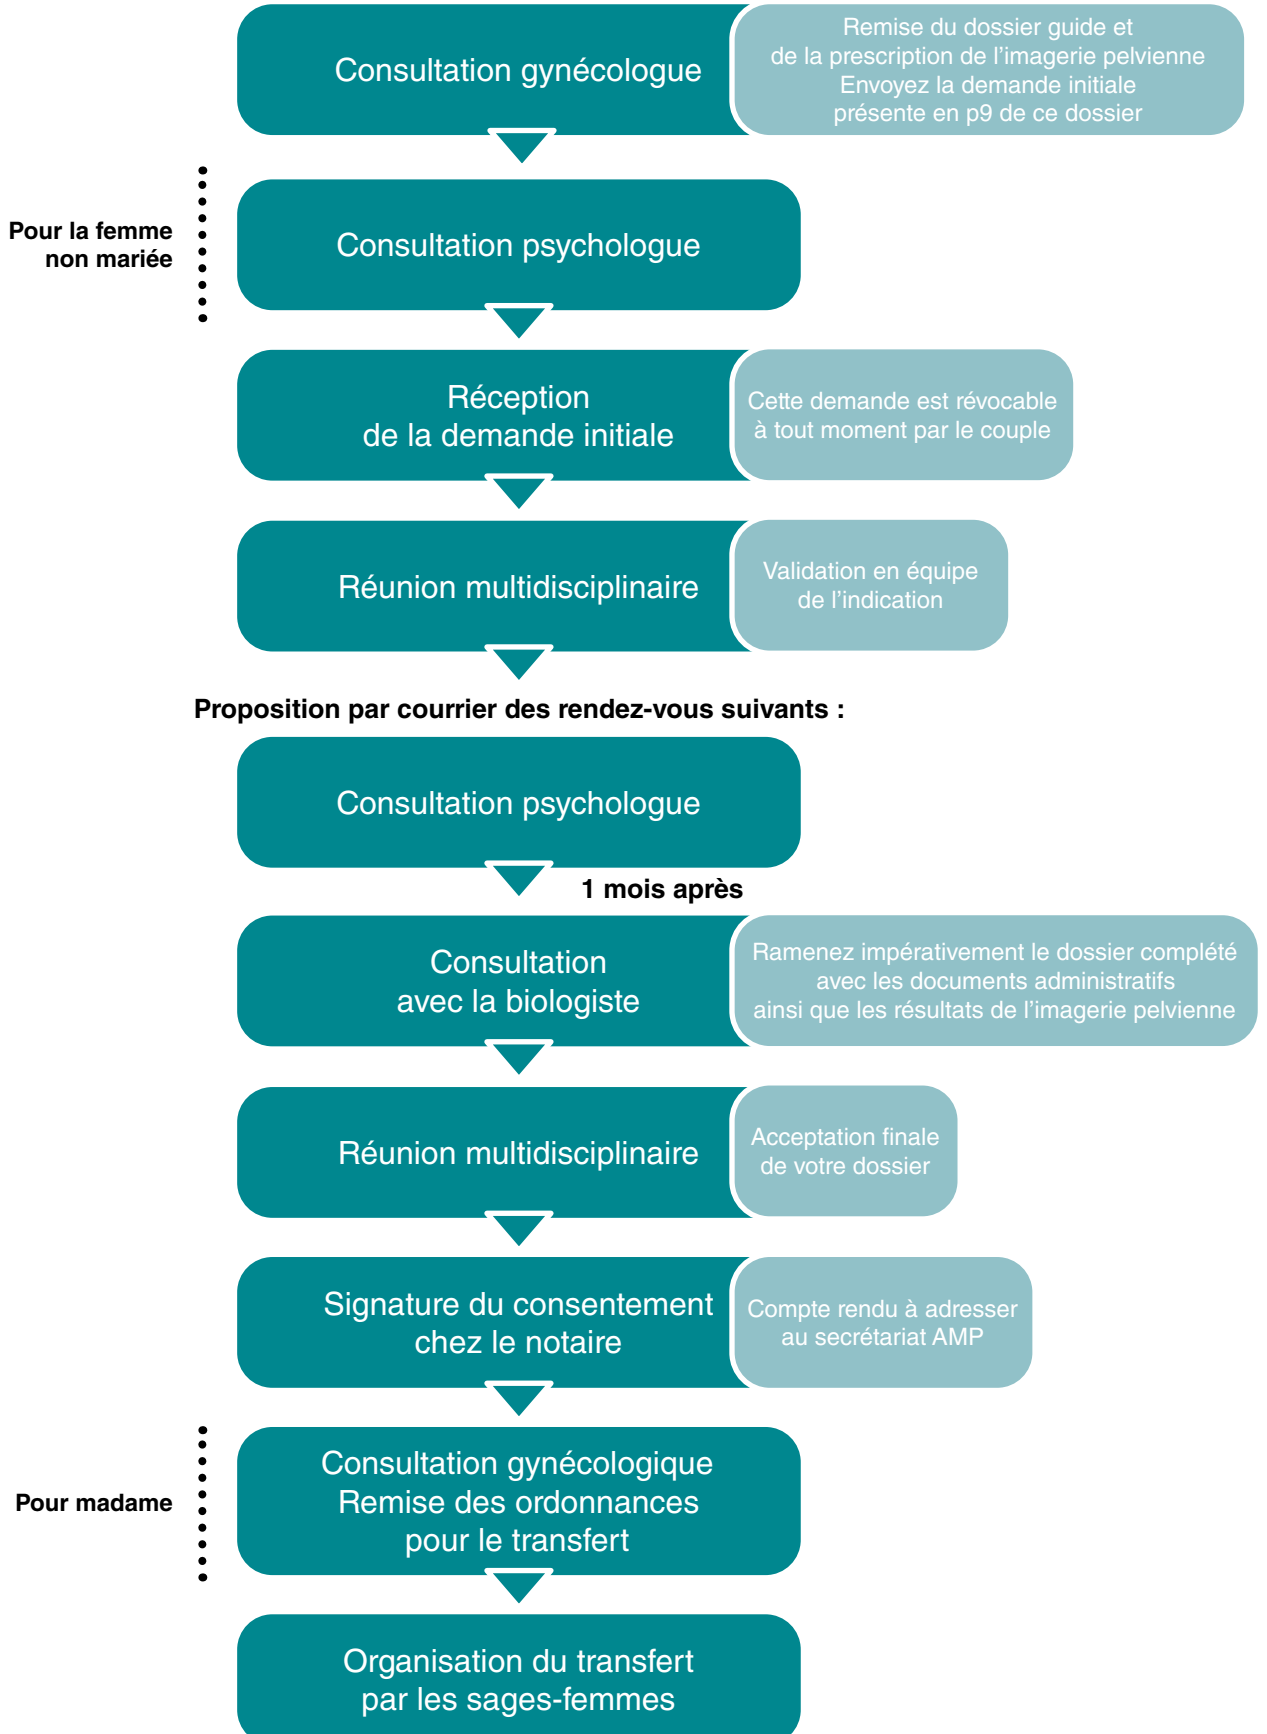 Consultation gynécologue
Remise du dossier guide et
de la prescription de l’imagerie pelvienne
Envoyez la demande initiale
présente en p9 de ce dossier
Pour la femme
non mariée
Consultation psychologue
Réception
de la demande initiale
Cette demande est révocable
à tout moment par le couple
Réunion multidisciplinaire
Validation en équipe
de l’indication
Proposition par courrier des rendez-vous suivants :
Consultation psychologue
1 mois après
Consultation
avec la biologiste
Ramenez impérativement le dossier complété
avec les documents administratifs
ainsi que les résultats de l’imagerie pelvienne
Réunion multidisciplinaire
Acceptation finale
de votre dossier
Signature du consentement
chez le notaire
Compte rendu à adresser
au secrétariat AMP
Pour madame
Consultation gynécologique
Remise des ordonnances
pour le transfert
Organisation du transfert
par les sages-femmes